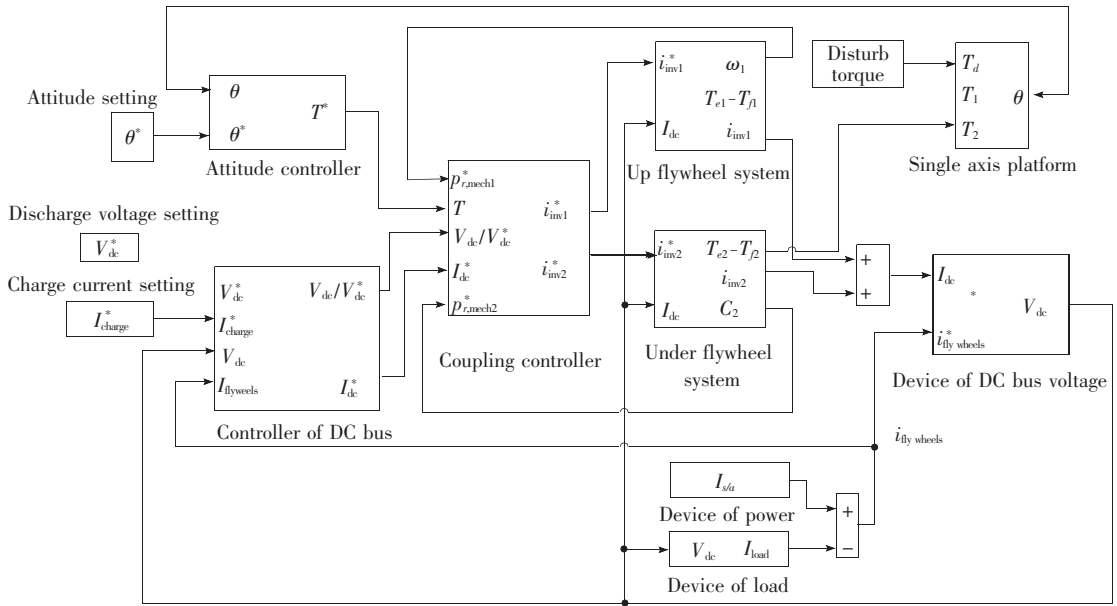 Attitude setting
θ*
θ
T*
θ*
Attitude controller
Discharge voltage setting
V*dc
Charge current setting
I*charge
V*dc
Vdc/V*dc
I*charge
Vdc
Iflyweels
I*dc
Controller of DC bus
p*r,mech1
T
i*inv1
Vdc/V*dc
I*dc
i*inv2
p*r,mech2
Coupling controller
i*inv1
ω1
Te1-Tf1
Idc
iinv1
Up flywheel system
i*inv2
Te2-Tf2
iinv2
Idc
C2
Under flywheel
system
Disturb
torque
Td
T1
θ
T2
Single axis platform
+
+
Idc
*
Vdc
i*fly wheels
Device of DC bus voltage
ifly wheels
Is/a
Device of power
+
−
Vdc Iload
Device of load